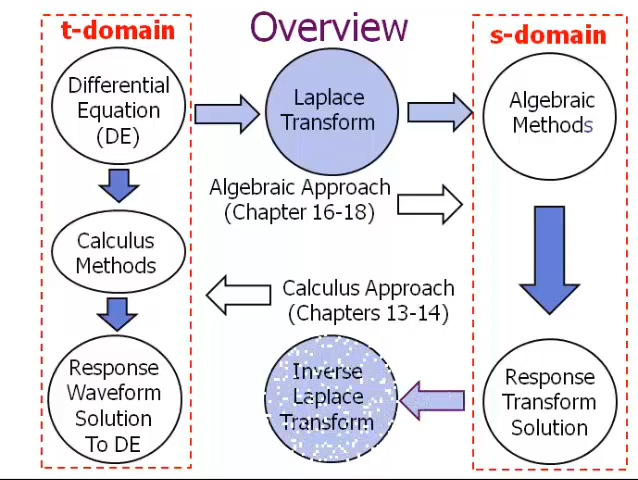 Overview
t-domain
s-domain
Differential
Equation
(DE)
Laplace
Transform
Algebraic
Methods
Algebraic Approach
(Chapter 16-18)
Calculus
Methods
Calculus Approach
(Chapters 13-14)
Response
Waveform
Solution
To DE
Inverse
Laplace
Transform
Response
Transform
Solution